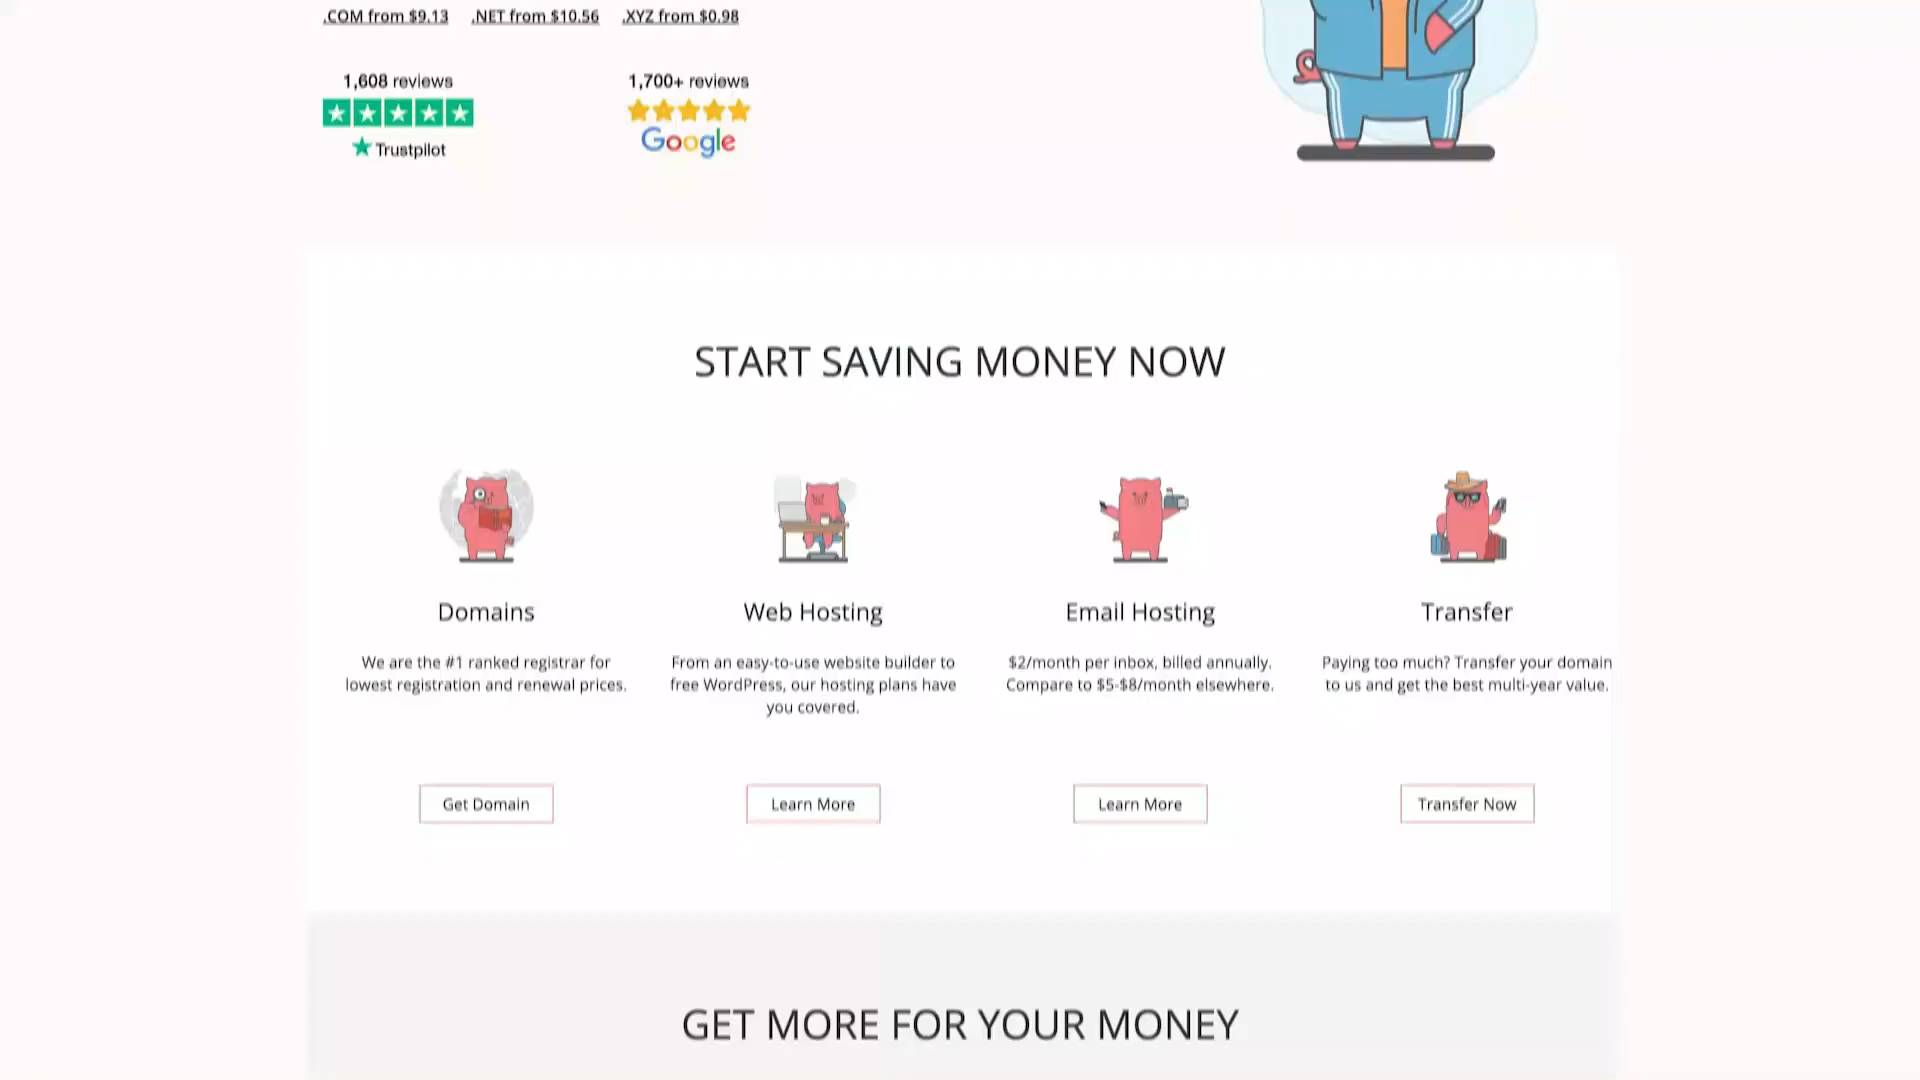 .COM from $9.13 .NET from $10.56 .XYZ from $0.98
1,608 reviews
Trustpilot
1,700+ reviews
Google
START SAVING MONEY NOW
Domains
We are the #1 ranked registrar for
lowest registration and renewal prices.
Get Domain
Web Hosting
From an easy-to-use website builder to
free WordPress, our hosting plans have
you covered.
Learn More
Email Hosting
$2/month per inbox, billed annually.
Compare to $5-$8/month elsewhere.
Learn More
Transfer
Paying too much? Transfer your domain
to us and get the best multi-year value.
Transfer Now
GET MORE FOR YOUR MONEY